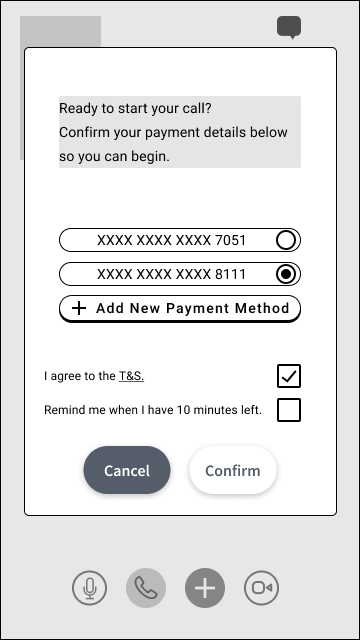 Ready to start your call?
Confirm your payment details below
so you can begin.
XXXX XXXX XXXX 7051
XXXX XXXX XXXX 8111
Add New Payment Method
I agree to the T&S.
Remind me when I have 10 minutes left.
Cancel
Confirm